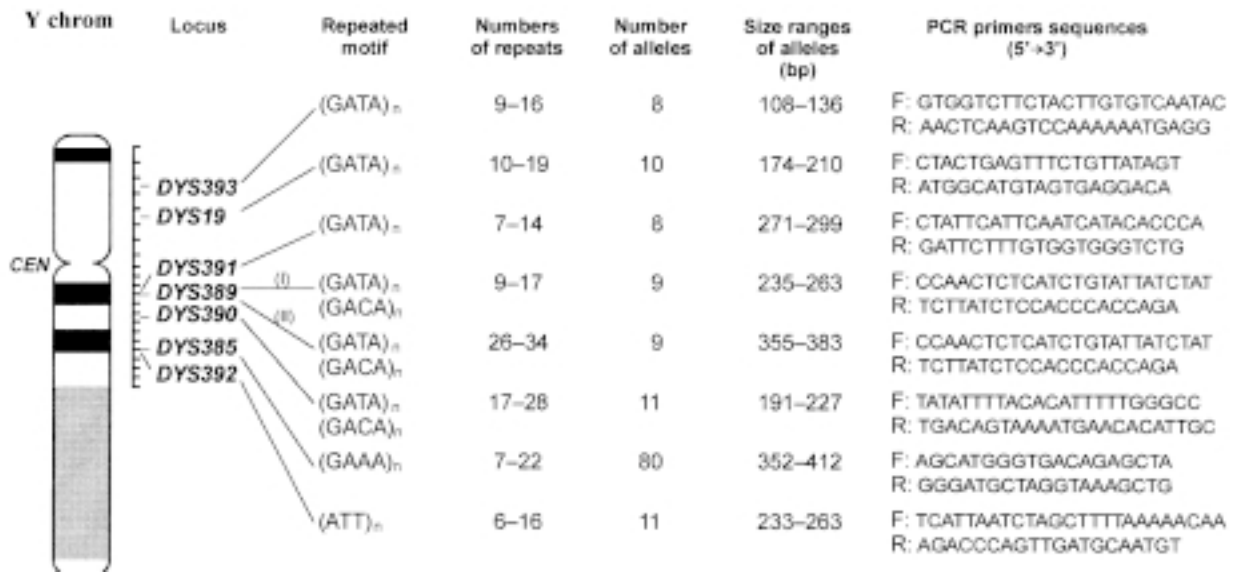 Y chrom Locus Repeated motif Numbers of repeats Number of alleles Size ranges of alleles (bp) PCR primers sequences (5'→3')
(GATA)n 9–16 8 108–136 F: GTGGTCTTCTACTTGTGTCAATAC
R: AACTCAAGTCCAAAAAATGAGG
DYS393 (GATA)n 10–19 10 174–210 F: CTACTGAGTTTCTGTTATAGT
R: ATGGCATGTAGTGAGGACA
DYS19
(GATA)n 7–14 8 271–299 F: CTATTCATTCAATCATACACCCA
R: GATTCTTTGTGGTGGGTCTG
CEN DYS391
DYS389 (I) (GATA)n 9–17 9 235–263 F: CCAACTCTCATCTGTATTATCTAT
DYS390 (II) (GACA)n R: TCTTATCTCCACCCACCAGA
DYS385 (GATA)n 26–34 9 355–383 F: CCAACTCTCATCTGTATTATCTAT
DYS392 (GACA)n R: TCTTATCTCCACCCACCAGA
(GATA)n 17–28 11 191–227 F: TATATTTTACACATTTTTGGGCC
(GACA)n R: TGACAGTAAAATGAACACATTGC
(GAAA)n 7–22 80 352–412 F: AGCATGGGTGACAGAGCTA
R: GGGATGCTAGGTAAAGCTG
(ATT)n 6–16 11 233–263 F: TCATTAATCTAGCTTTTAAAAACAA
R: AGACCCAGTTGATGCAATGT